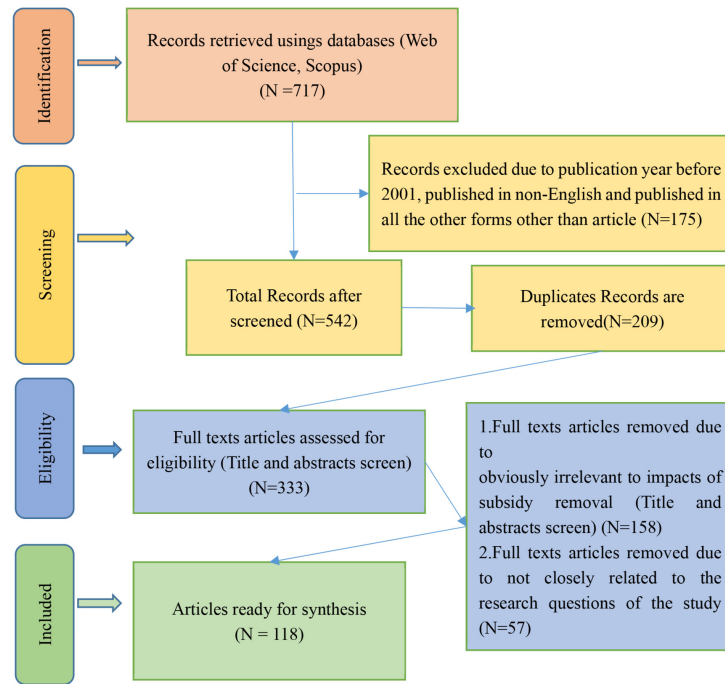 Identification
Records retrieved usings databases (Web
of Science, Scopus)
(N =717)
Screening
Records excluded due to publication year before
2001, published in non-English and published in
all the other forms other than article (N=175)
Total Records after
screened (N=542)
Duplicates Records are
removed(N=209)
Eligibility
Full texts articles assessed for
eligibility (Title and abstracts screen)
(N=333)
1.Full texts articles removed due
to
obviously irrelevant to impacts of
subsidy removal (Title and
abstracts screen) (N=158)
2.Full texts articles removed due
to not closely related to the
research questions of the study
(N=57)
Included
Articles ready for synthesis
(N = 118)